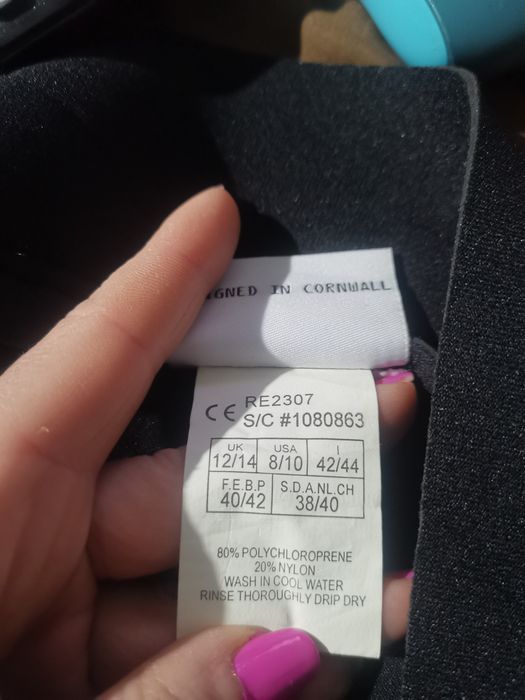 IGNED IN CORNWALL
CE RE2307
S/C #1080863
UK USA I
12/14 8/10 42/44
F.E.B.P S.D.A.NL.CH
40/42 38/40
80% POLYCHLOROPRENE
20% NYLON
WASH IN COOL WATER
RINSE THOROUGHLY DRIP DRY